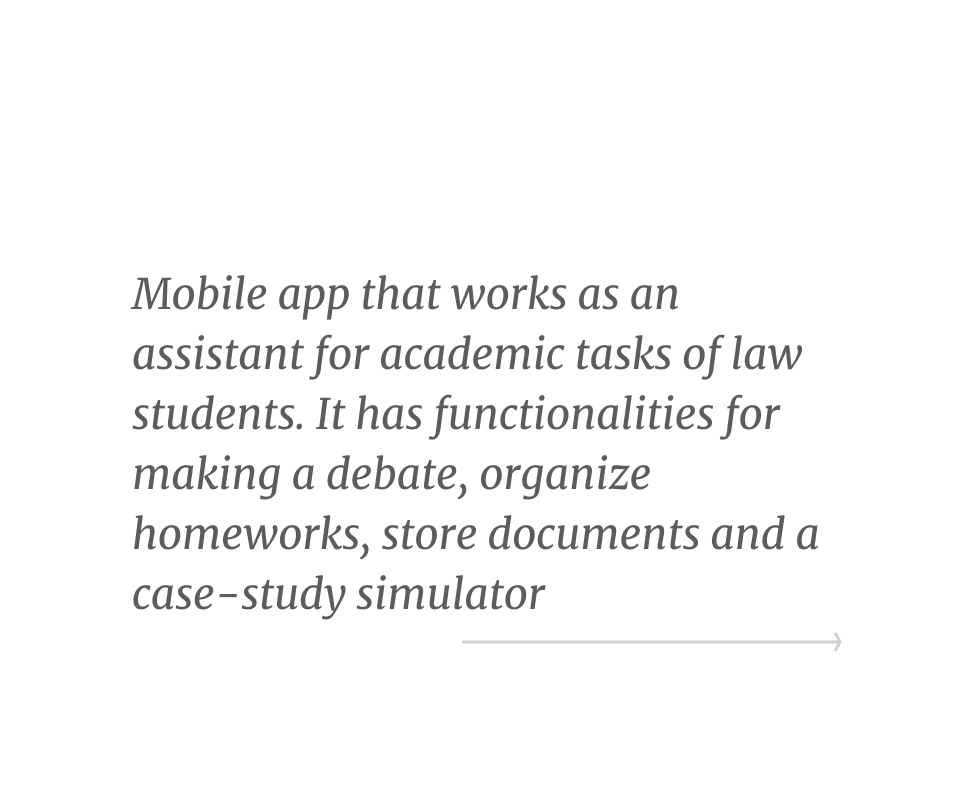 Mobile app that works as an
assistant for academic tasks of law
students. It has functionalities for
making a debate, organize
homeworks, store documents and a
case-study simulator